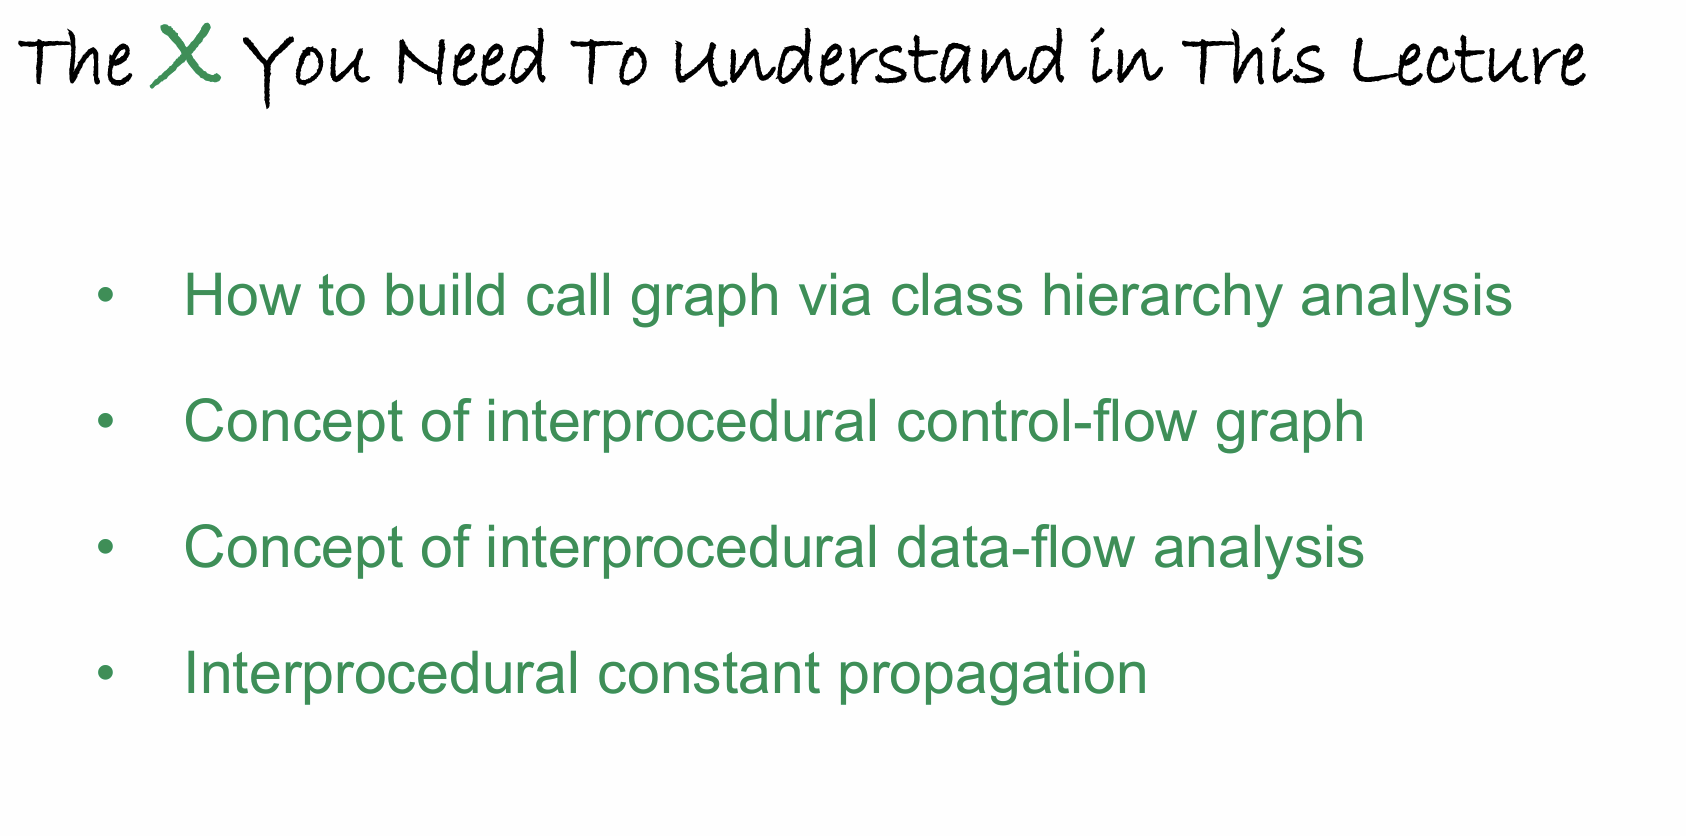 The X You Need To Understand in This Lecture
• How to build call graph via class hierarchy analysis
• Concept of interprocedural control-flow graph
• Concept of interprocedural data-flow analysis
• Interprocedural constant propagation